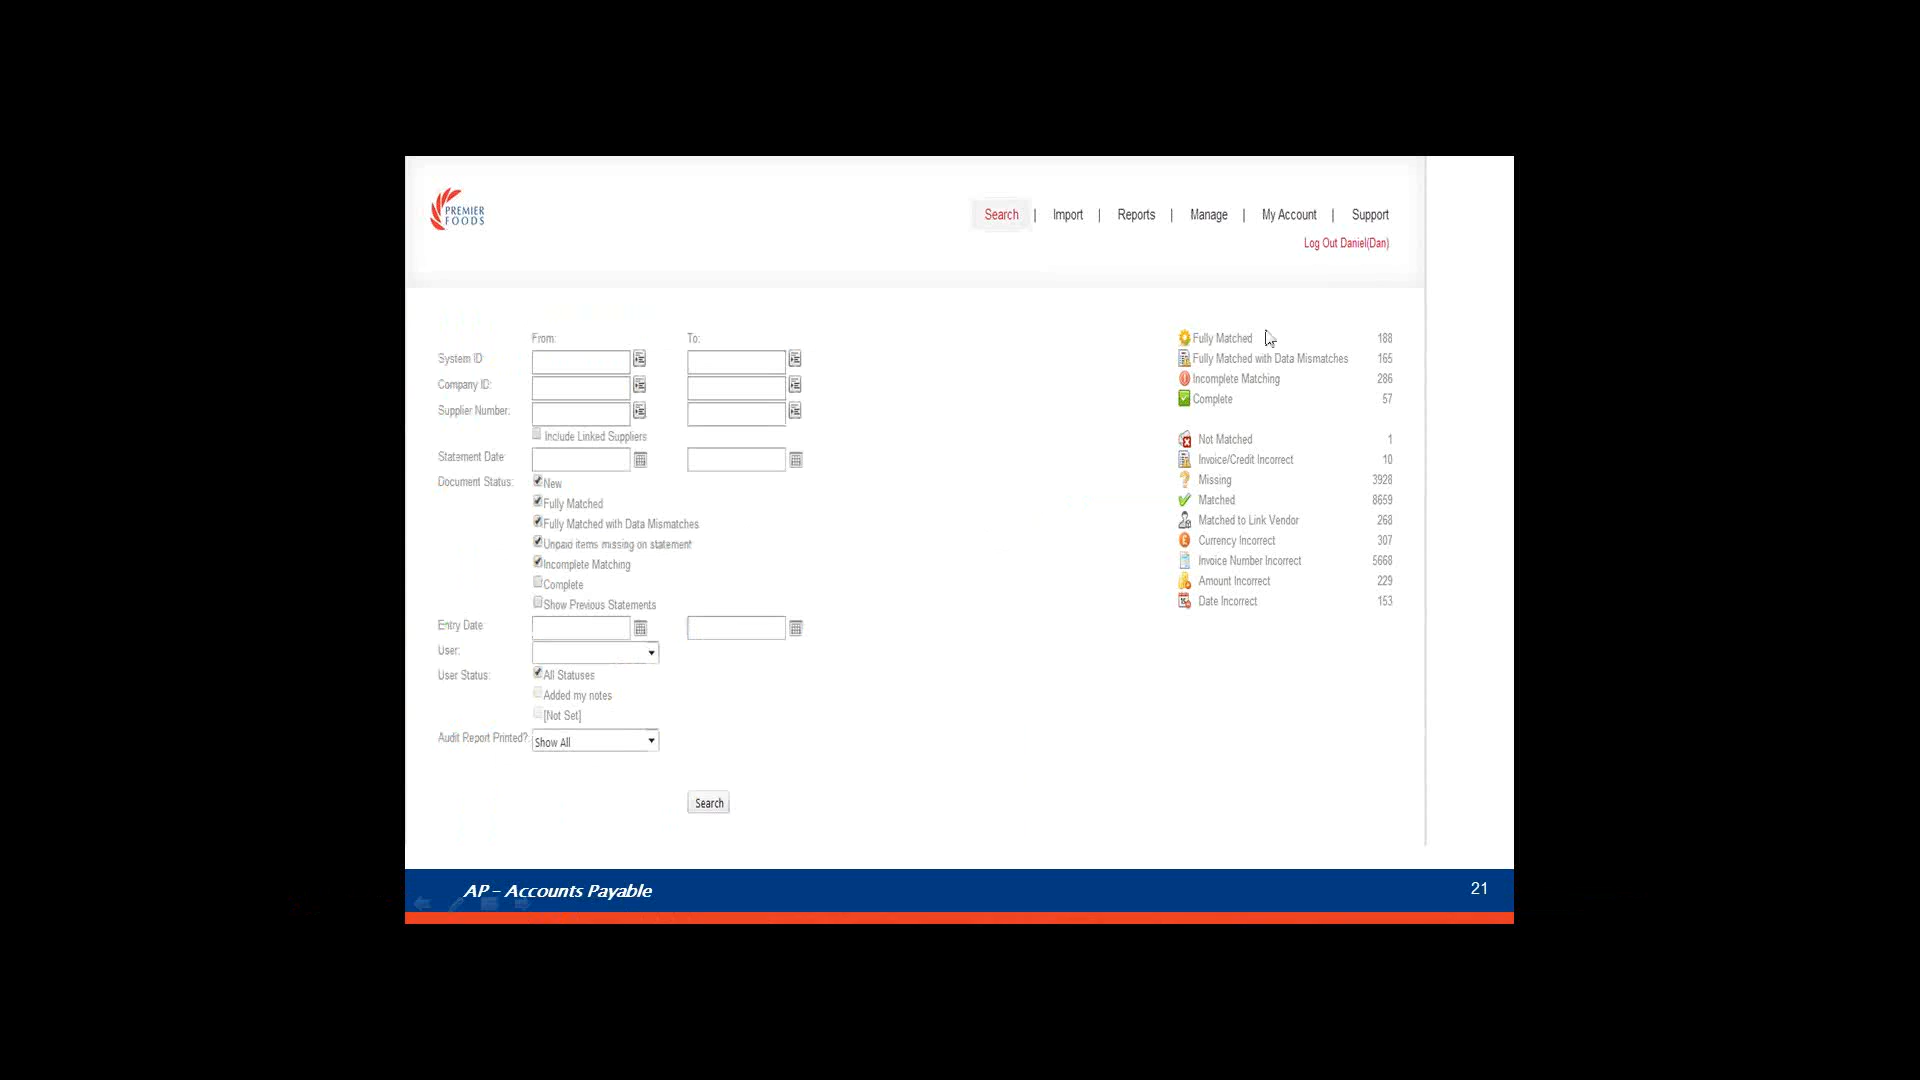 PREMIER
FOODS
Search | Import | Reports | Manage | My Account | Support
Log Out Daniel(Dan)
From: To:
System ID
Company ID:
Supplier Number:
Include Linked Suppliers
Statement Date
Document Status: New
Fully Matched
Fully Matched with Data Mismatches
Unpaid items missing on statement
Incomplete Matching
Complete
Show Previous Statements
Entry Date
User:
User Status: All Statuses
Added my notes
[Not Set]
Audit Report Printed? Show All
Search
Fully Matched 188
Fully Matched with Data Mismatches 165
Incomplete Matching 286
Complete 57
Not Matched 1
Invoice/Credit Incorrect 10
Missing 3928
Matched 8659
Matched to Link Vendor 268
Currency Incorrect 307
Invoice Number Incorrect 5668
Amount Incorrect 229
Date Incorrect 153
AP – Accounts Payable 21